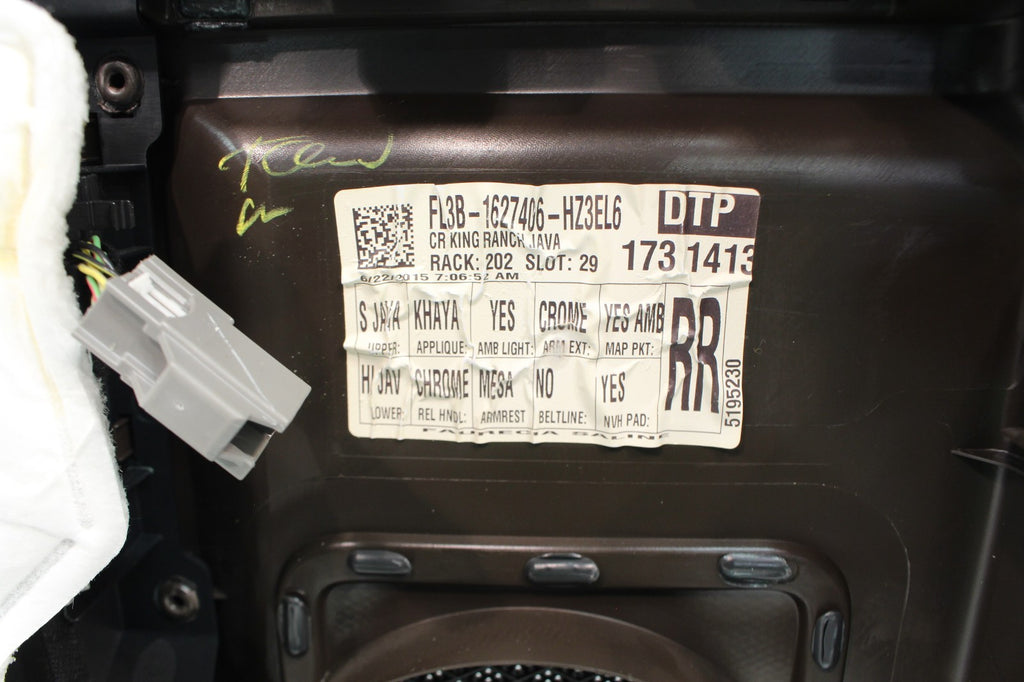 FL3B-1627406-HZ3EL6 DTP
CR KING RANCH JAVA
RACK: 202 SLOT: 29 173 1413
6/22/2015 7:06:52 AM
S JAVA KHAYA YES CROME YES AMB RR
UPPER: APPLIQUE: AMB LIGHT: ARM EXT: MAP PKT:
H/ JAV CHROME MESA NO YES
LOWER: REL HNDL: ARMREST BELTLINE: NVH PAD:
5195230
FAURECIA SALINE